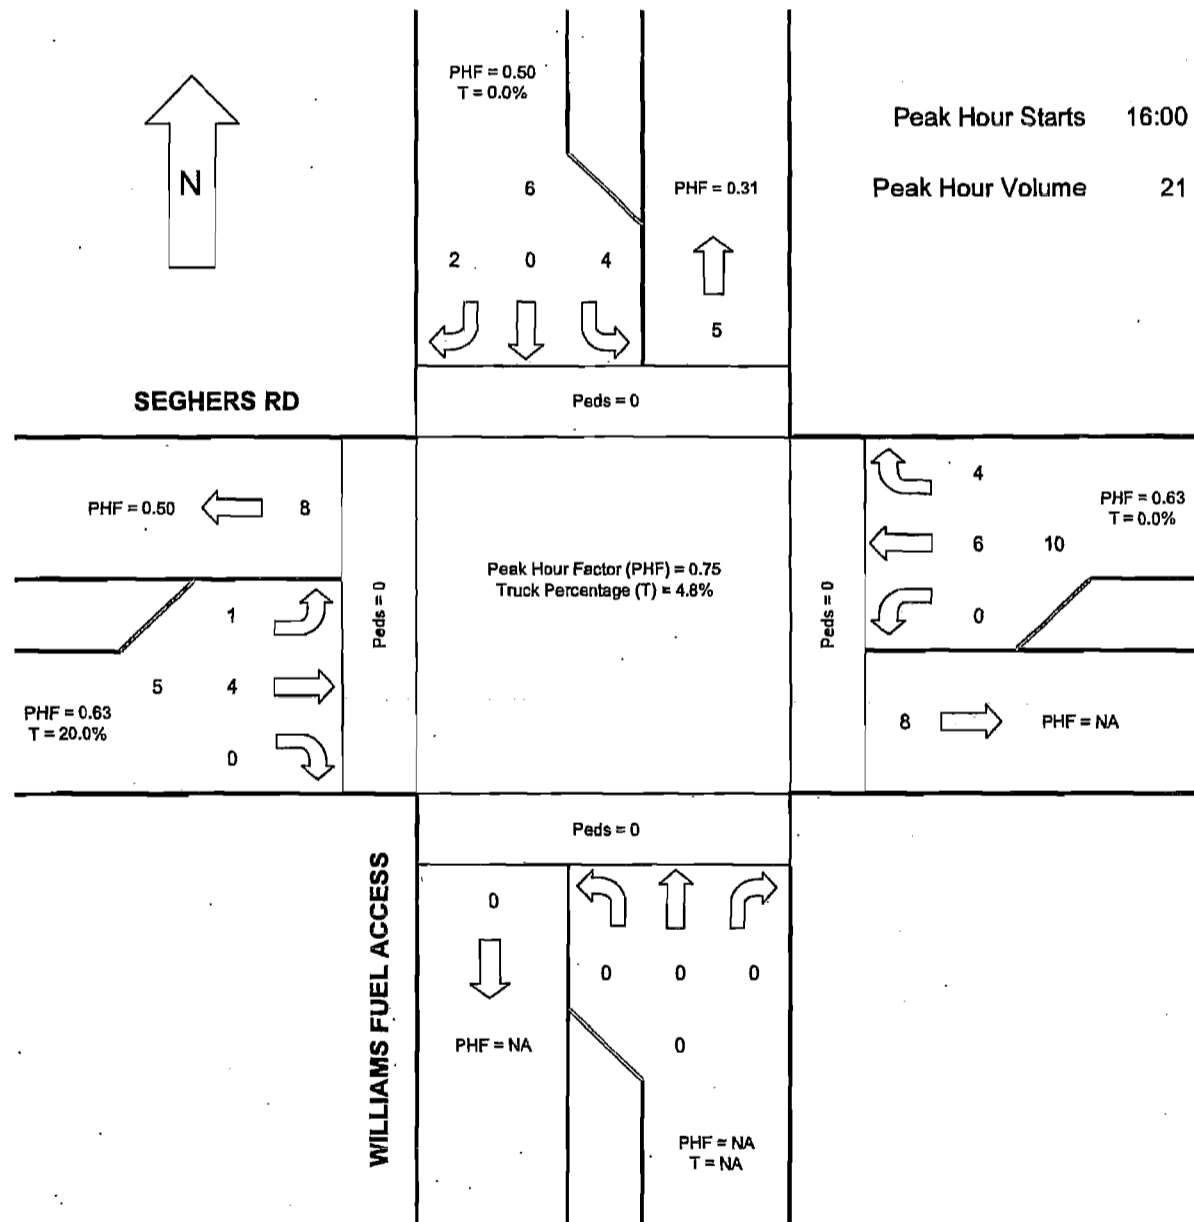 PHF = 0.50
T = 0.0%
Peak Hour Starts 16:00
N
6
PHF = 0.31
Peak Hour Volume 21
2 0 4
5
SEGHERS RD
Peds = 0
4
PHF = 0.63
T = 0.0%
PHF = 0.50
8
6 10
Peak Hour Factor (PHF) = 0.75
Truck Percentage (T) = 4.8%
Peds = 0
Peds = 0
1
0
5 4
PHF = 0.63
T = 20.0%
0
8
PHF = NA
Peds = 0
WILLIAMS FUEL ACCESS
0
0 0 0
PHF = NA
0
PHF = NA
T = NA